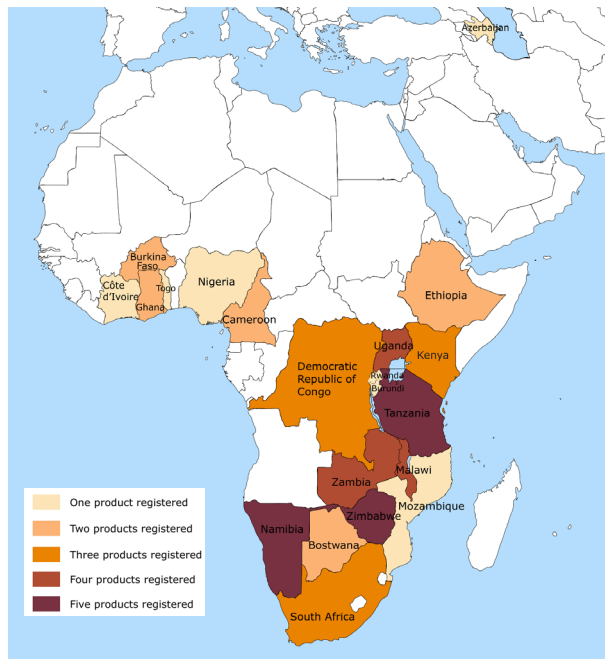 Azerbaijan
Burkina
Faso
Côte
d'Ivoire
Togo
Ghana
Nigeria
Cameroon
Ethiopia
Uganda
Kenya
Democratic
Republic of
Congo
Rwanda
Burundi
Tanzania
Malawi
Zambia
Mozambique
Zimbabwe
Namibia
Bostwana
South Africa
One product registered
Two products registered
Three products registered
Four products registered
Five products registered